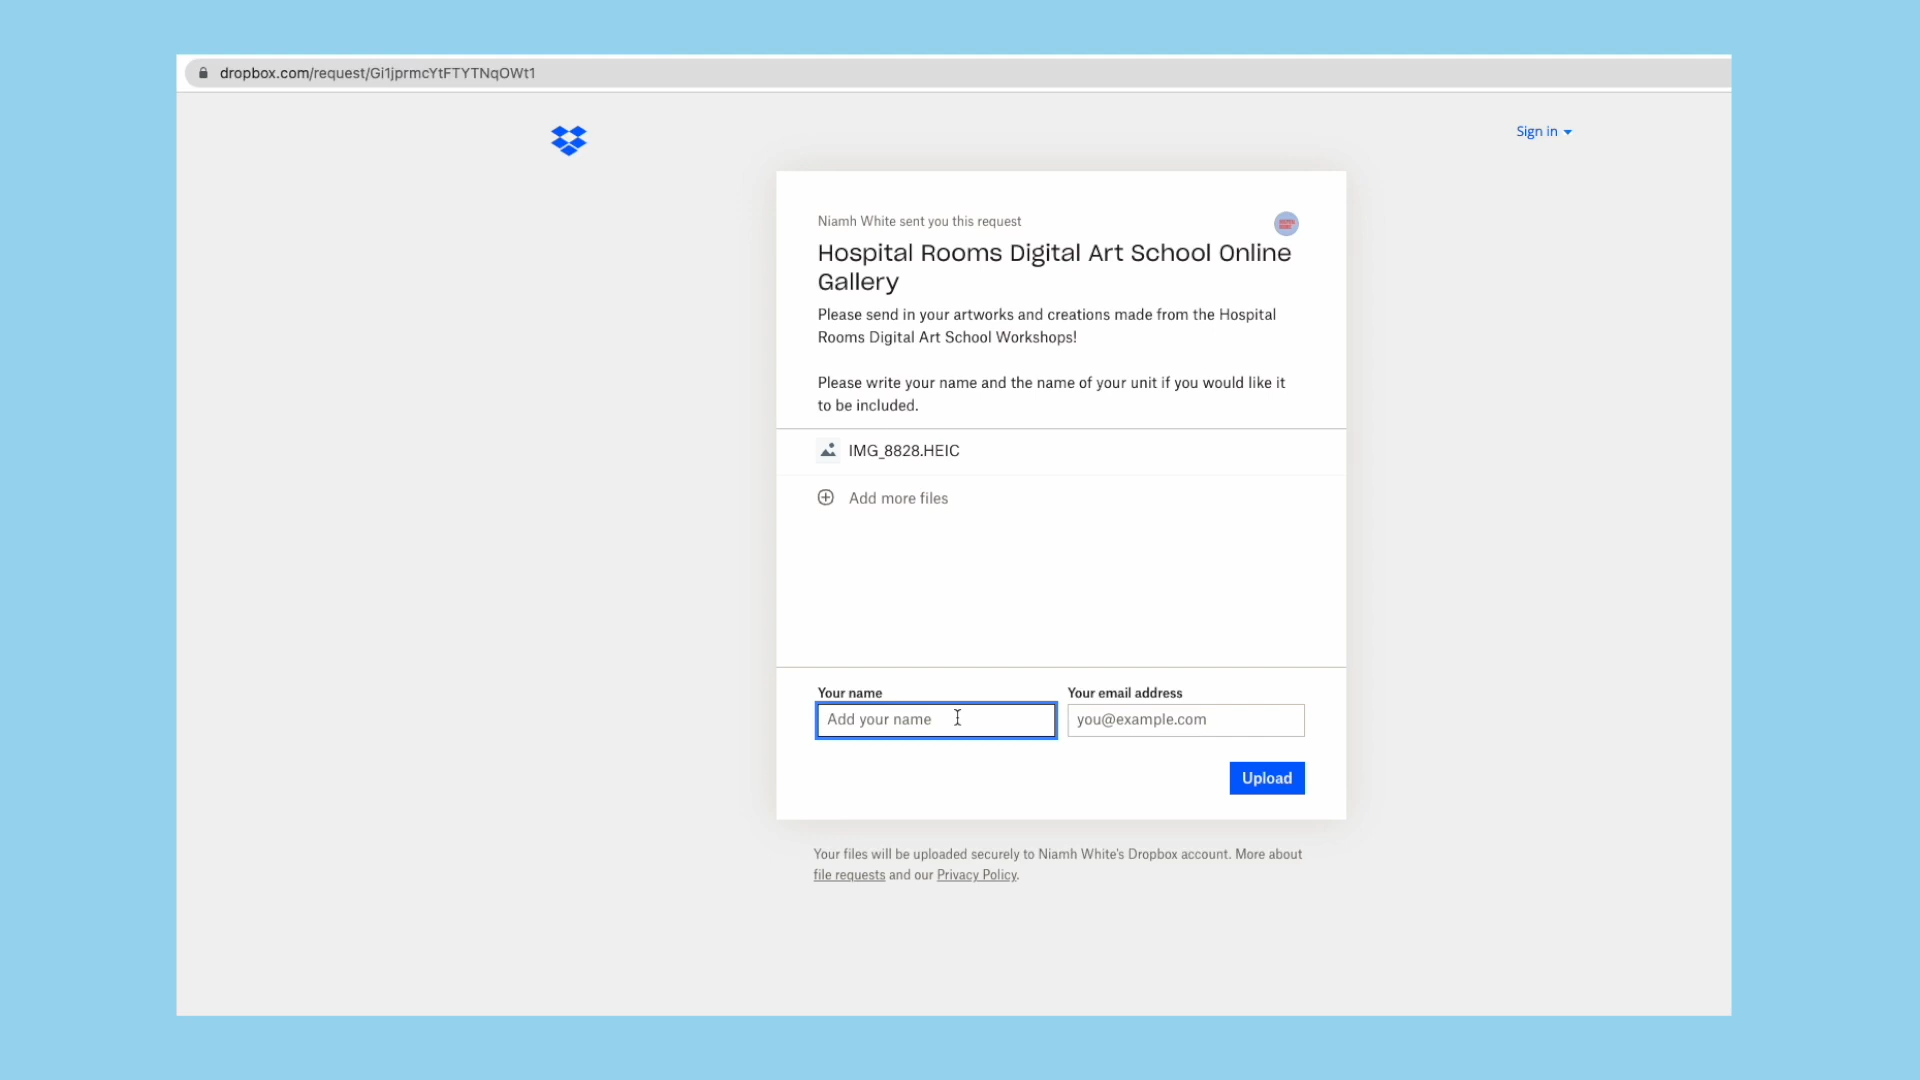 dropbox.com/request/Gi1jprmcYtFTYTNqOWt1
Sign in
Niamh White sent you this request
Hospital Rooms Digital Art School Online
Gallery
Please send in your artworks and creations made from the Hospital
Rooms Digital Art School Workshops!
Please write your name and the name of your unit if you would like it
to be included.
IMG_8828.HEIC
Add more files
Your name
Your email address
Add your name
you@example.com
Upload
Your files will be uploaded securely to Niamh White's Dropbox account. More about
file requests and our Privacy Policy.